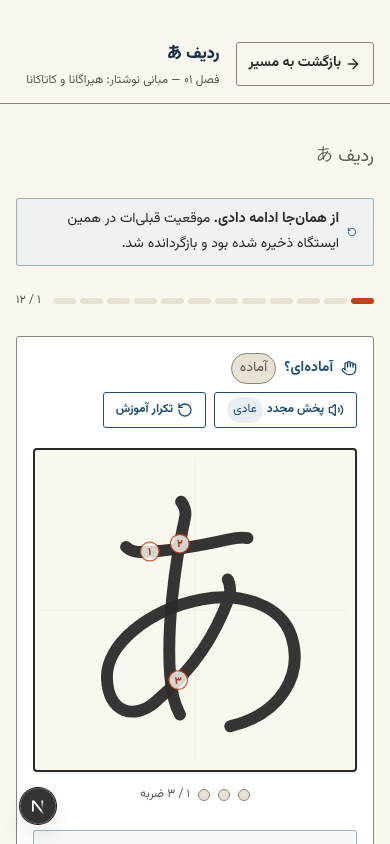 بازگشت به مسیر
ردیف あ
فصل ۰۱ — مبانی نوشتار: هیراگانا و کاتاکانا
ردیف あ
از همان‌جا ادامه دادی. موقعیت قبلی‌ات در همین
ایستگاه ذخیره شده بود و بازگردانده شد.
۱۲ / ۱
آماده‌ای؟ آماده
پخش مجدد عادی
تکرار آموزش
あ
۱
۲
۳
۱ / ۳ ضربه
N